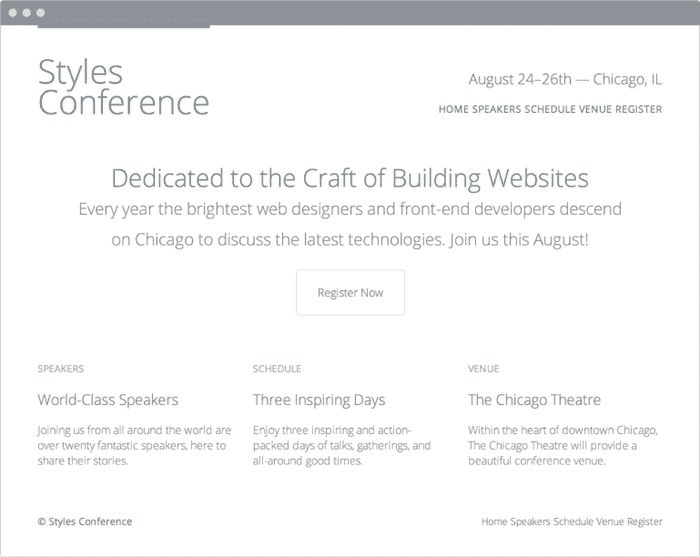 Styles
Conference
August 24–26th — Chicago, IL
HOME SPEAKERS SCHEDULE VENUE REGISTER
Dedicated to the Craft of Building Websites
Every year the brightest web designers and front-end developers descend
on Chicago to discuss the latest technologies. Join us this August!
Register Now
SPEAKERS
World-Class Speakers
Joining us from all around the world are
over twenty fantastic speakers, here to
share their stories.
SCHEDULE
Three Inspiring Days
Enjoy three inspiring and action-
packed days of talks, gatherings, and
all-around good times.
VENUE
The Chicago Theatre
Within the heart of downtown Chicago,
The Chicago Theatre will provide a
beautiful conference venue.
© Styles Conference
Home Speakers Schedule Venue Register